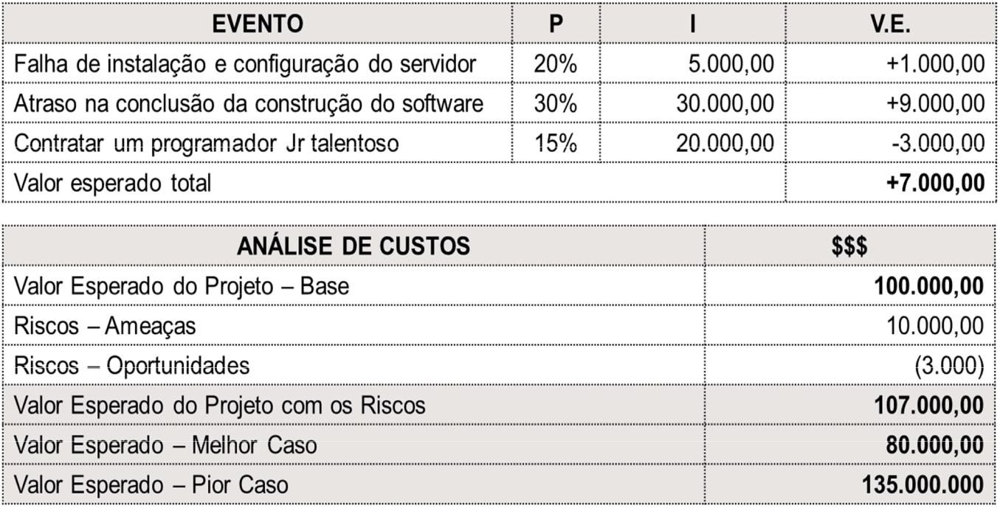 EVENTO P I V.E.
Falha de instalação e configuração do servidor 20% 5.000,00 +1.000,00
Atraso na conclusão da construção do software 30% 30.000,00 +9.000,00
Contratar um programador Jr talentoso 15% 20.000,00 -3.000,00
Valor esperado total +7.000,00
ANÁLISE DE CUSTOS $$$
Valor Esperado do Projeto – Base 100.000,00
Riscos – Ameaças 10.000,00
Riscos – Oportunidades (3.000)
Valor Esperado do Projeto com os Riscos 107.000,00
Valor Esperado – Melhor Caso 80.000,00
Valor Esperado – Pior Caso 135.000.000